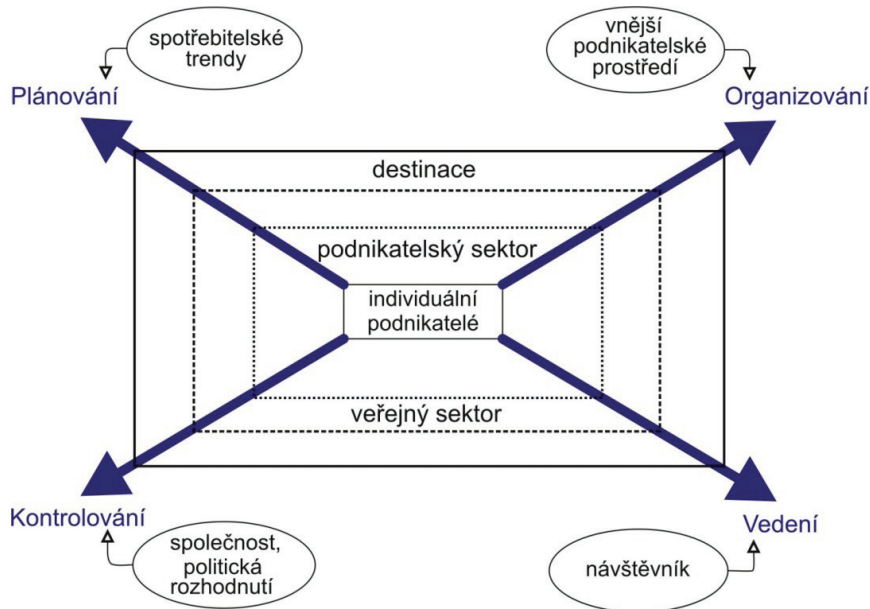 spotřebitelské
trendy
vnější
podnikatelské
prostředí
Plánování
Organizování
destinace
podnikatelský sektor
individuální
podnikatelé
veřejný sektor
Kontrolování
Vedení
společnost,
politická
rozhodnutí
návštěvník